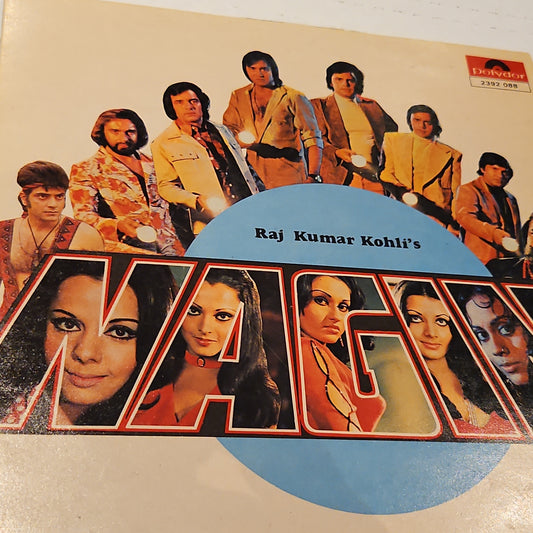 polydor
2392 088
Raj Kumar Kohli's
NAGIN